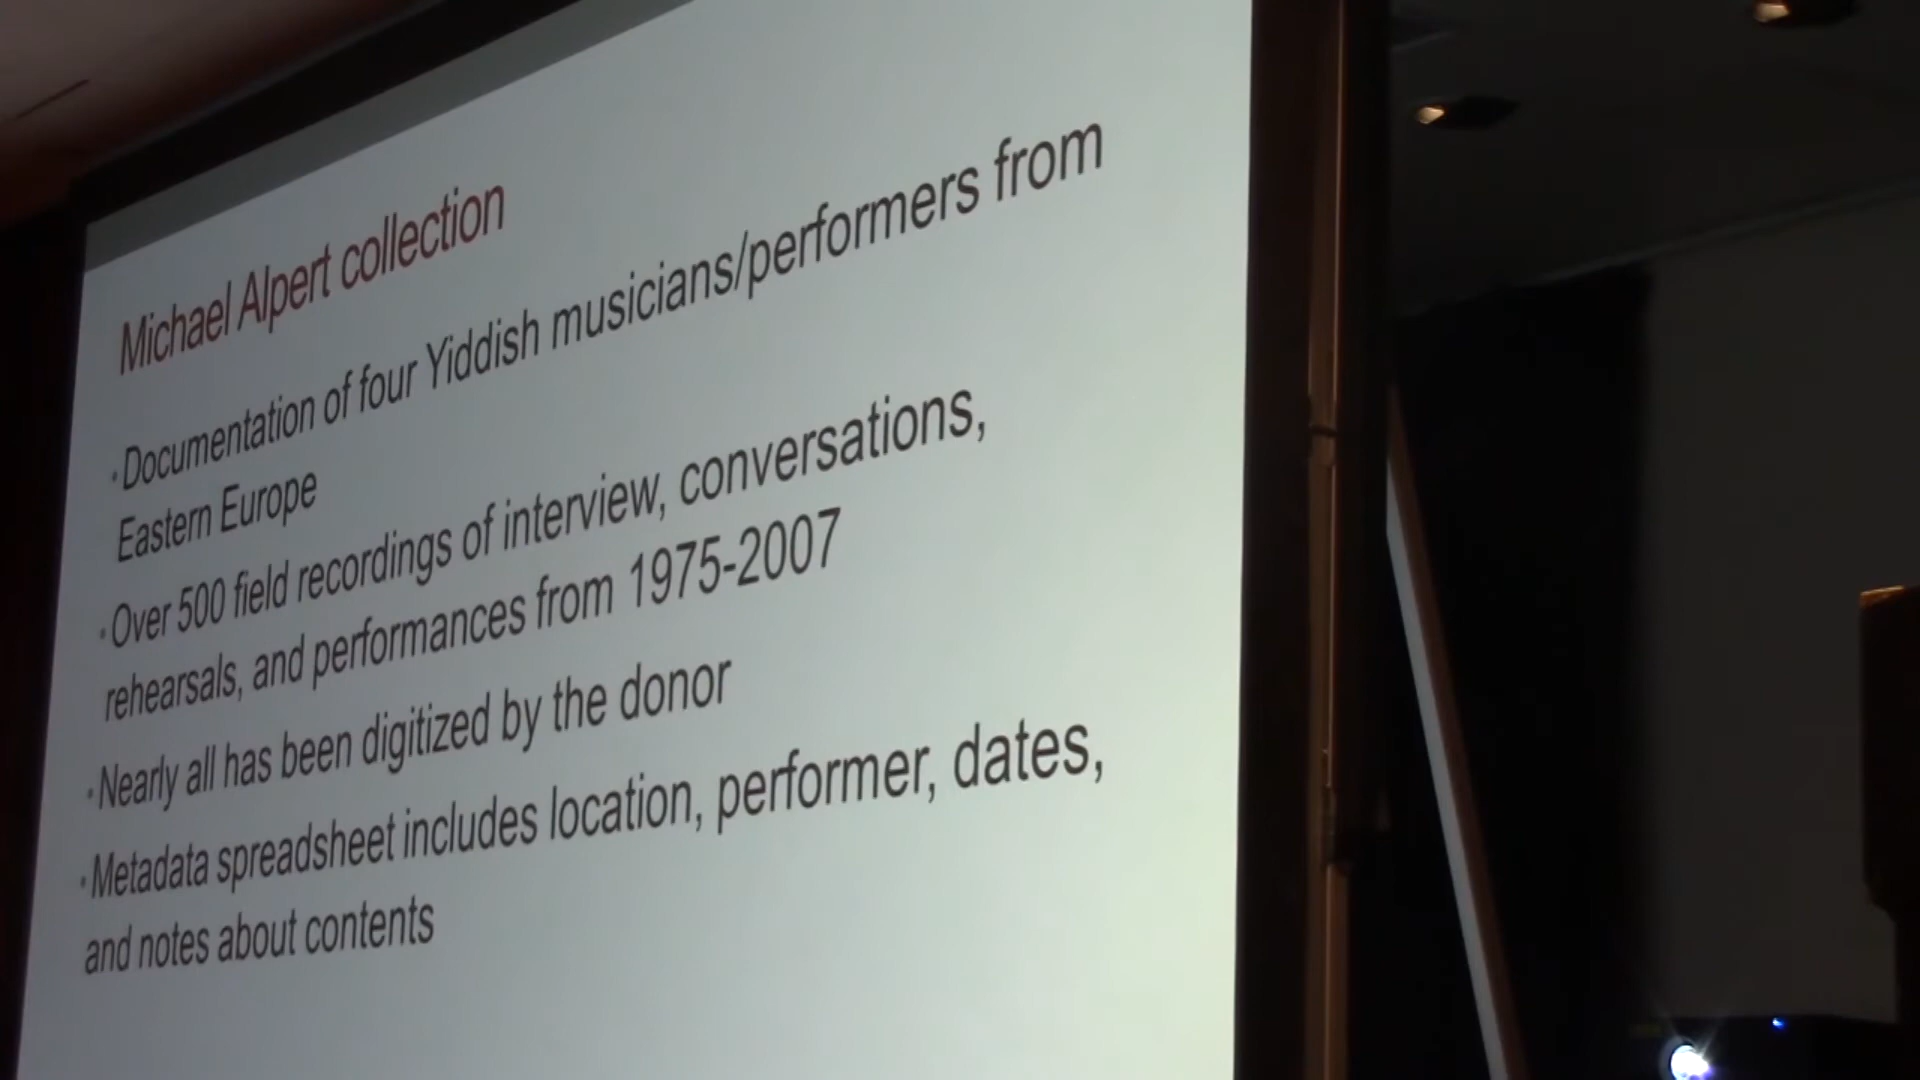 Michael Alpert collection
·Documentation of four Yiddish musicians/performers from
Eastern Europe
·Over 500 field recordings of interview, conversations,
rehearsals, and performances from 1975-2007
·Nearly all has been digitized by the donor
·Metadata spreadsheet includes location, performer, dates,
and notes about contents